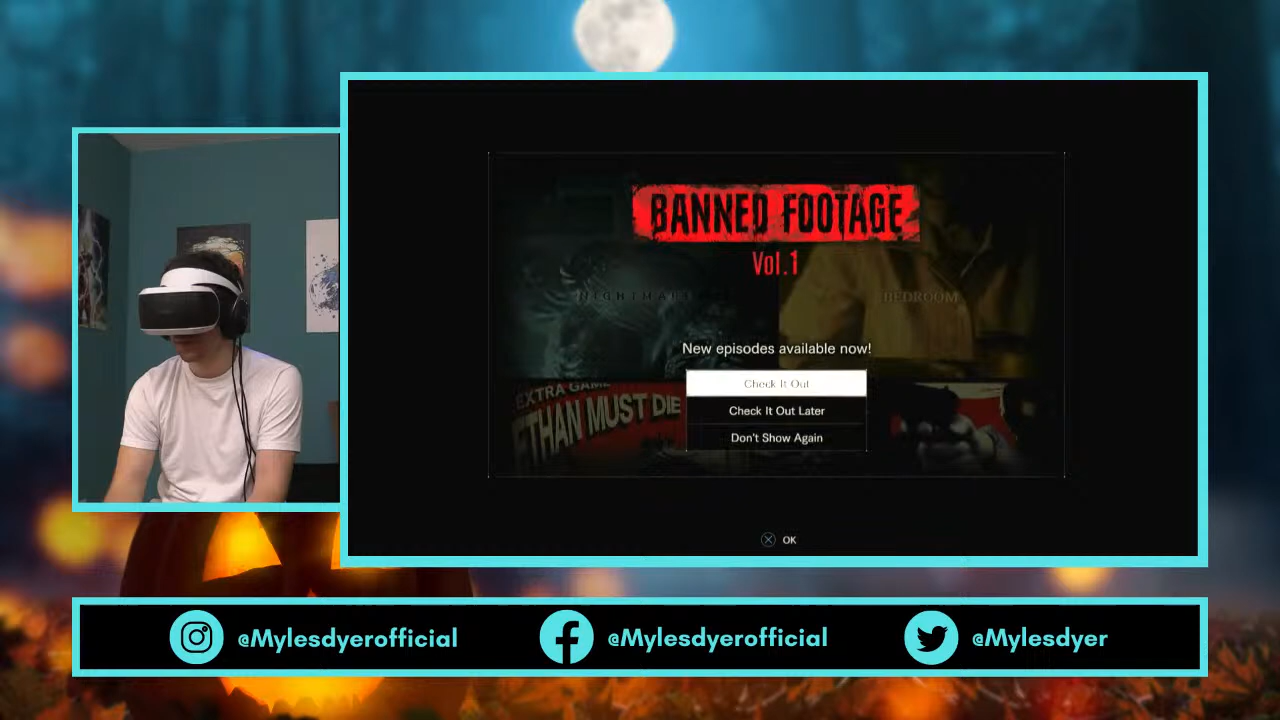 BANNED FOOTAGE
Vol.1
NIGHTMARE
BEDROOM
New episodes available now!
Check It Out
EXTRA GAME
ETHAN MUST DIE
Check It Out Later
Don't Show Again
OK
@Mylesdyerofficial
@Mylesdyerofficial
@Mylesdyer